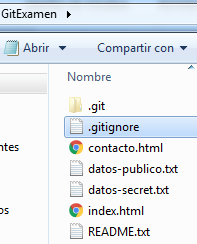 GitExamen
Abrir Compartir con
Nombre
.git
.gitignore
ntes contacto.html
datos-publico.txt
datos-secret.txt
os index.html
README.txt